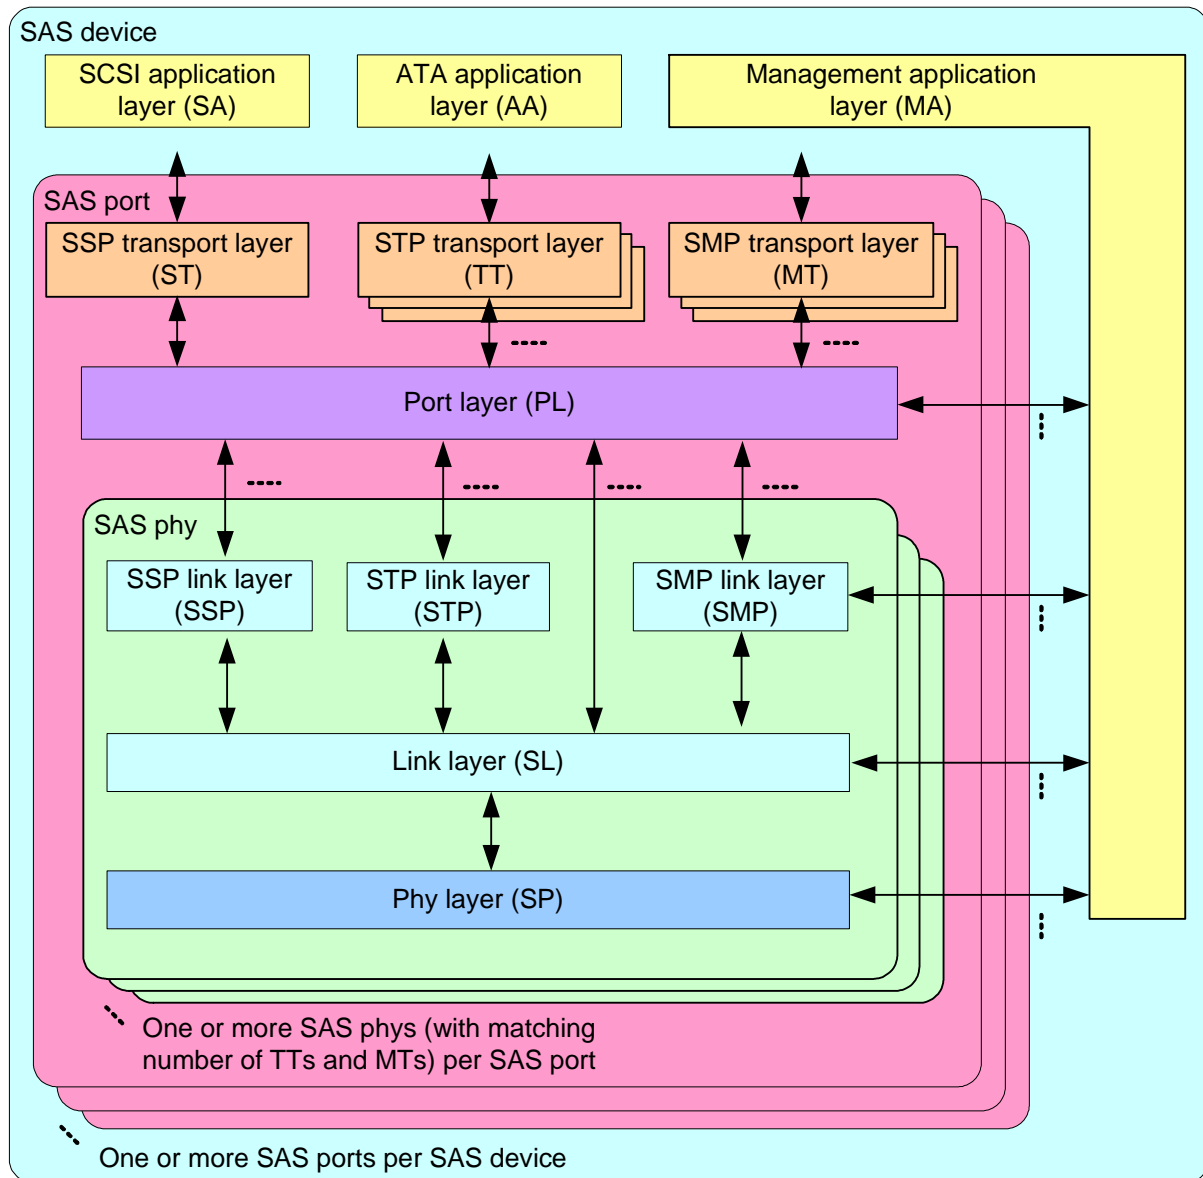 SAS device
SCSI application
layer (SA)
ATA application
layer (AA)
Management application
layer (MA)
SAS port
SSP transport layer
(ST)
STP transport layer
(TT)
SMP transport layer
(MT)
Port layer (PL)
SAS phy
SSP link layer
(SSP)
STP link layer
(STP)
SMP link layer
(SMP)
Link layer (SL)
Phy layer (SP)
One or more SAS phys (with matching
number of TTs and MTs) per SAS port
One or more SAS ports per SAS device